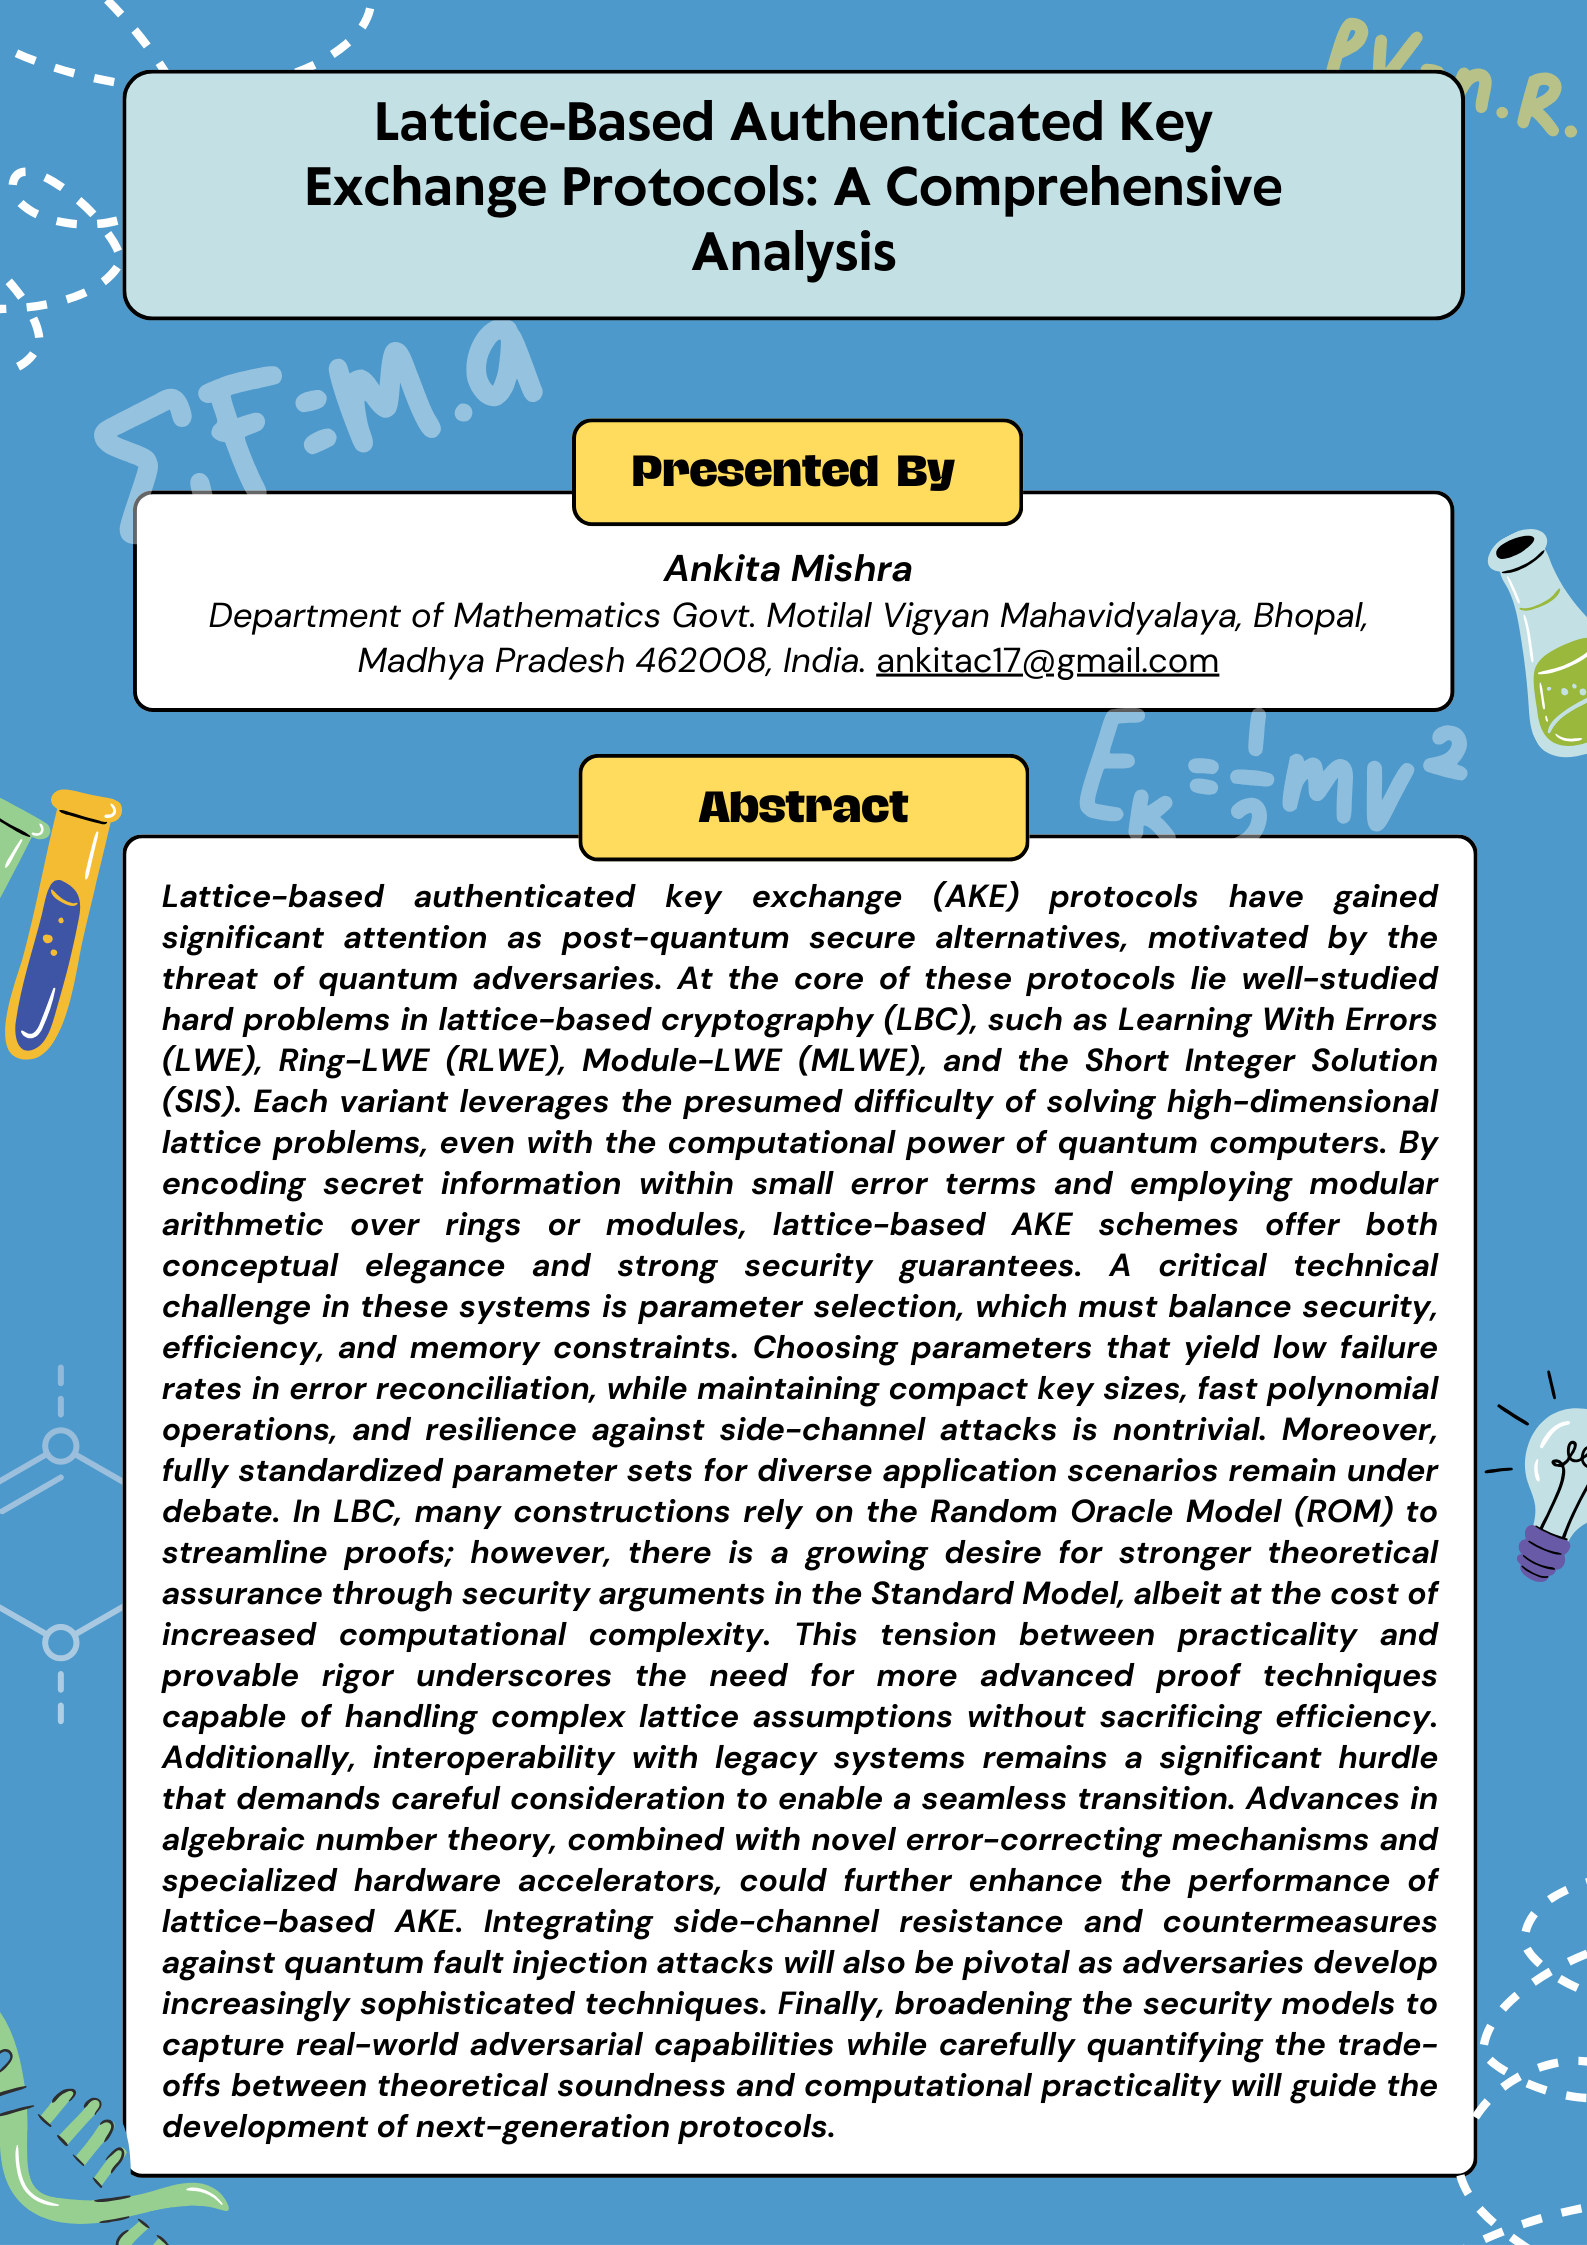 PV=n.R.
Lattice-Based Authenticated Key
Exchange Protocols: A Comprehensive
Analysis
Σ.F=M.a
Presented By
Ankita Mishra
Department of Mathematics Govt. Motilal Vigyan Mahavidyalaya, Bhopal,
Madhya Pradesh 462008, India. ankitac17@gmail.com
Eκ=½mv²
Abstract
Lattice-based authenticated key exchange (AKE) protocols have gained
significant attention as post-quantum secure alternatives, motivated by the
threat of quantum adversaries. At the core of these protocols lie well-studied
hard problems in lattice-based cryptography (LBC), such as Learning With Errors
(LWE), Ring-LWE (RLWE), Module-LWE (MLWE), and the Short Integer Solution
(SIS). Each variant leverages the presumed difficulty of solving high-dimensional
lattice problems, even with the computational power of quantum computers. By
encoding secret information within small error terms and employing modular
arithmetic over rings or modules, lattice-based AKE schemes offer both
conceptual elegance and strong security guarantees. A critical technical
challenge in these systems is parameter selection, which must balance security,
efficiency, and memory constraints. Choosing parameters that yield low failure
rates in error reconciliation, while maintaining compact key sizes, fast polynomial
operations, and resilience against side-channel attacks is nontrivial. Moreover,
fully standardized parameter sets for diverse application scenarios remain under
debate. In LBC, many constructions rely on the Random Oracle Model (ROM) to
streamline proofs; however, there is a growing desire for stronger theoretical
assurance through security arguments in the Standard Model, albeit at the cost of
increased computational complexity. This tension between practicality and
provable rigor underscores the need for more advanced proof techniques
capable of handling complex lattice assumptions without sacrificing efficiency.
Additionally, interoperability with legacy systems remains a significant hurdle
that demands careful consideration to enable a seamless transition. Advances in
algebraic number theory, combined with novel error-correcting mechanisms and
specialized hardware accelerators, could further enhance the performance of
lattice-based AKE. Integrating side-channel resistance and countermeasures
against quantum fault injection attacks will also be pivotal as adversaries develop
increasingly sophisticated techniques. Finally, broadening the security models to
capture real-world adversarial capabilities while carefully quantifying the trade-
offs between theoretical soundness and computational practicality will guide the
development of next-generation protocols.